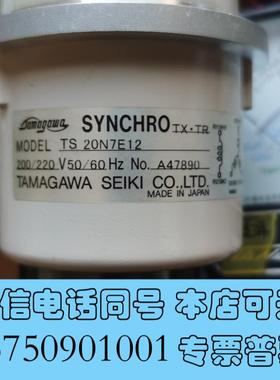 Tamagawa SYNCHRO TX·TR
MODEL TS 20N7E12
200/220 V 50/60 Hz No. A47890
TAMAGAWA SEIKI CO.,LTD.
MADE IN JAPAN
信电话同号 本店可
3750901001 专票普